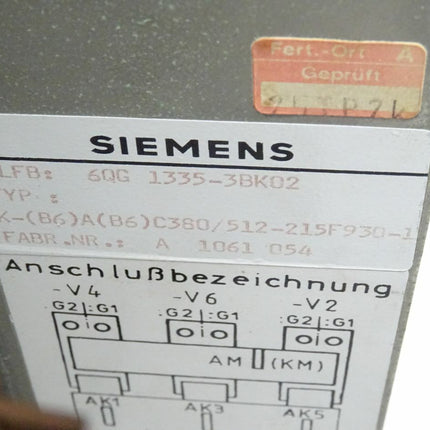 Fert.-Ort A
Geprüft
SIEMENS
LFB: 6QG 1335-3BK02
TYP :
K-(B6)A(B6)C380/512-215F930-1
FABR.NR.: A 1061 054
Anschlußbezeichnung
-V4 -V6 -V2
:G2 :G1 :G2 :G1 :G2 :G1
AM (KM)
AK1 AK3 AK5